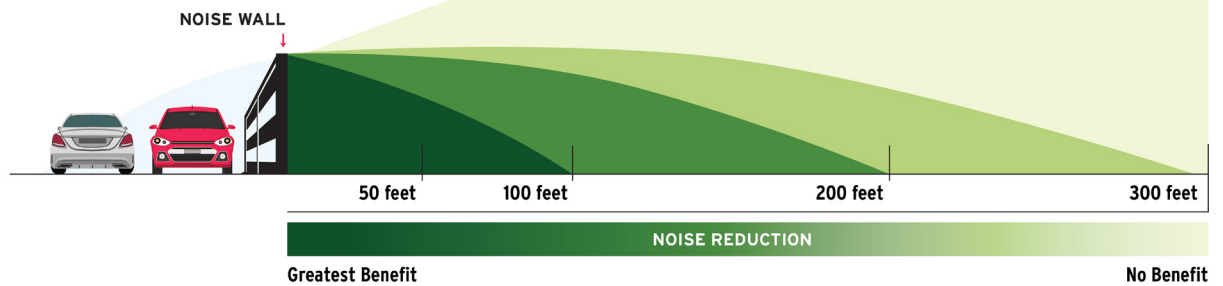 NOISE WALL
50 feet
100 feet
200 feet
300 feet
NOISE REDUCTION
Greatest Benefit
No Benefit